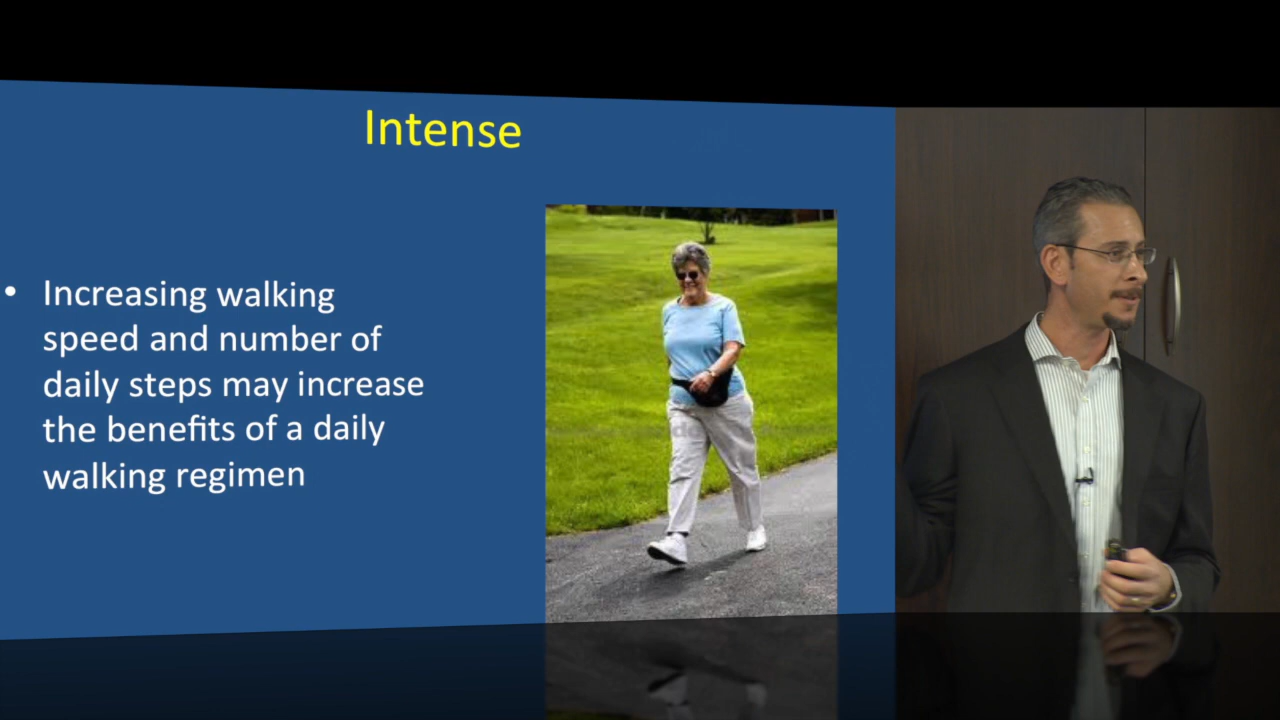 Intense
• Increasing walking
speed and number of
daily steps may increase
the benefits of a daily
walking regimen